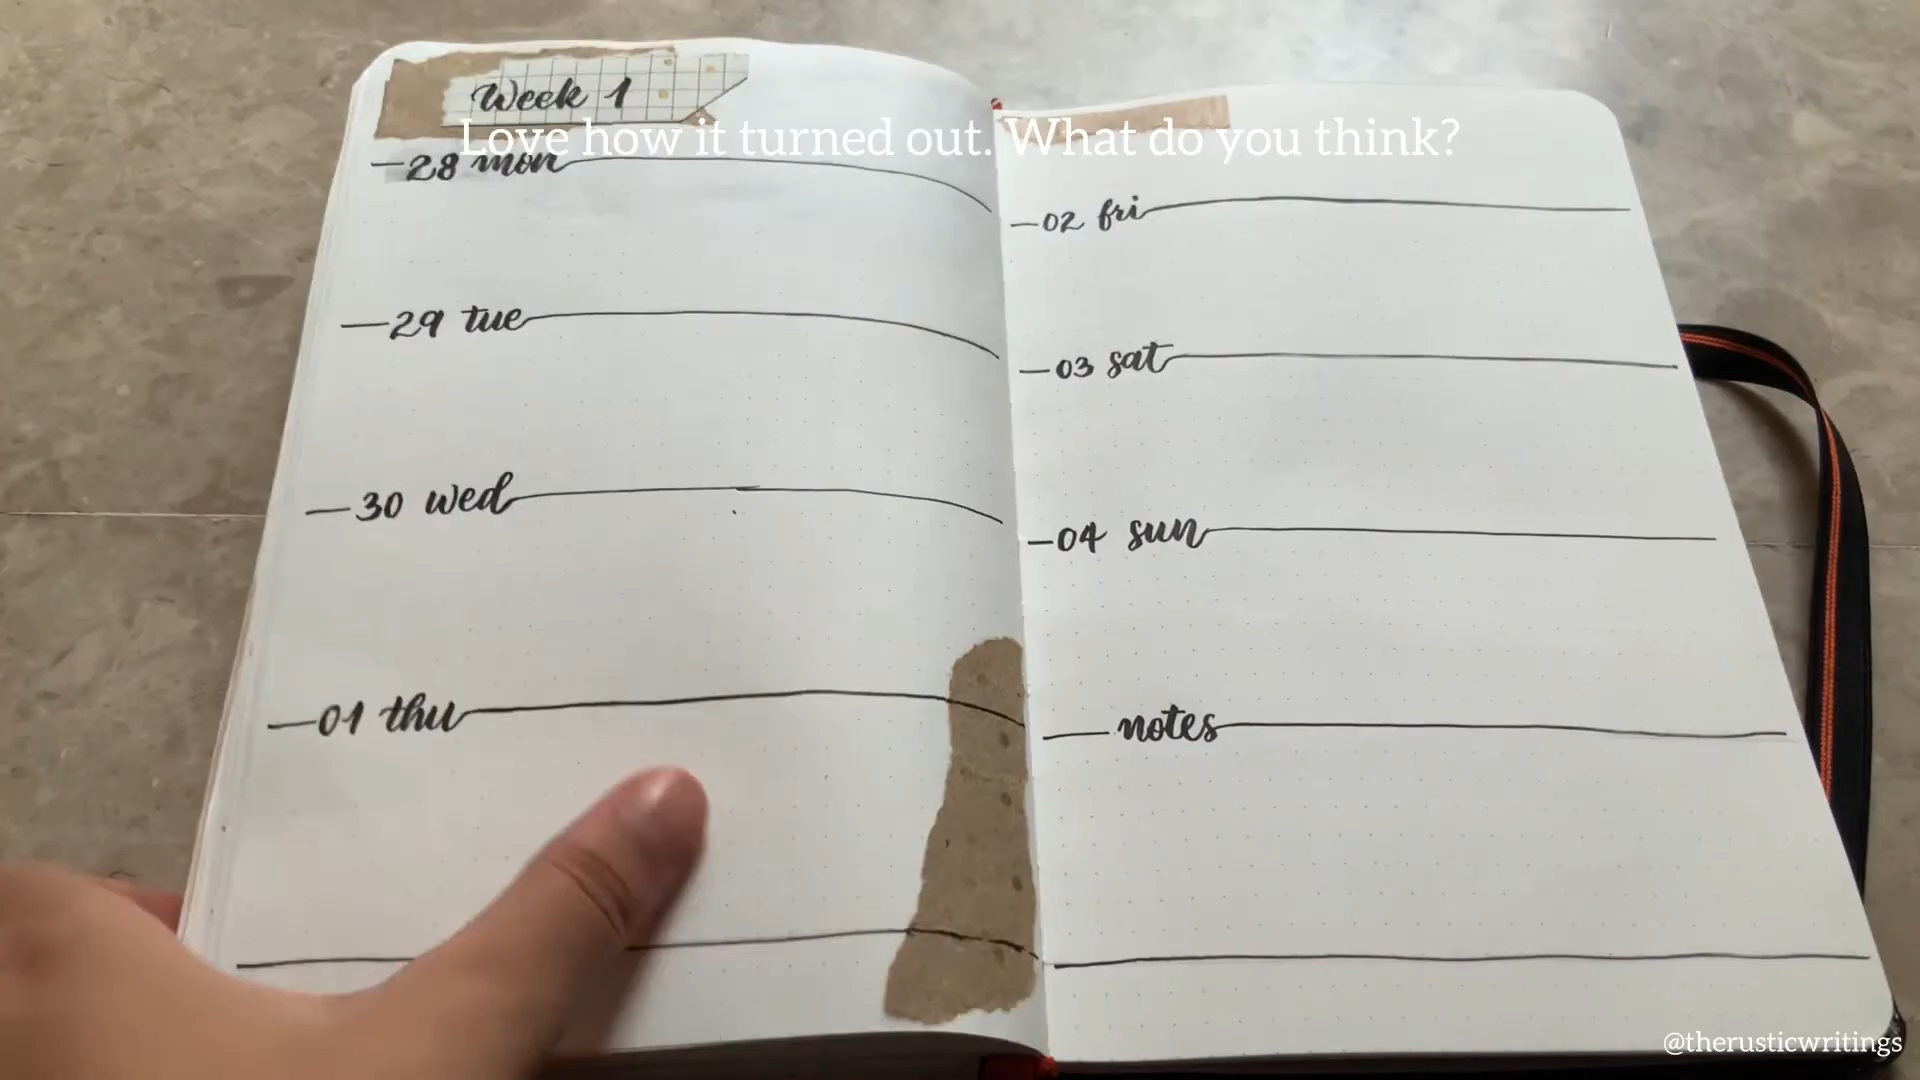 Week 1
Love how it turned out. What do you think?
28 mon
29 tue
30 wed
01 thu
02 fri
03 sat
04 sun
notes
@therusticwritings